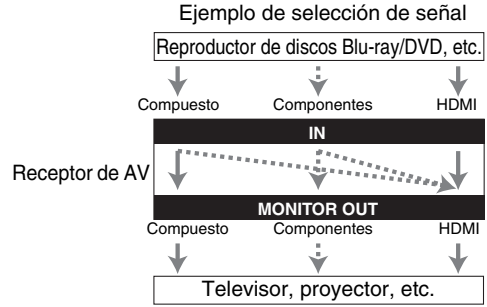 Ejemplo de selección de señal
Reproductor de discos Blu-ray/DVD, etc.
Compuesto Componentes HDMI
IN
Receptor de AV
MONITOR OUT
Compuesto Componentes HDMI
Televisor, proyector, etc.